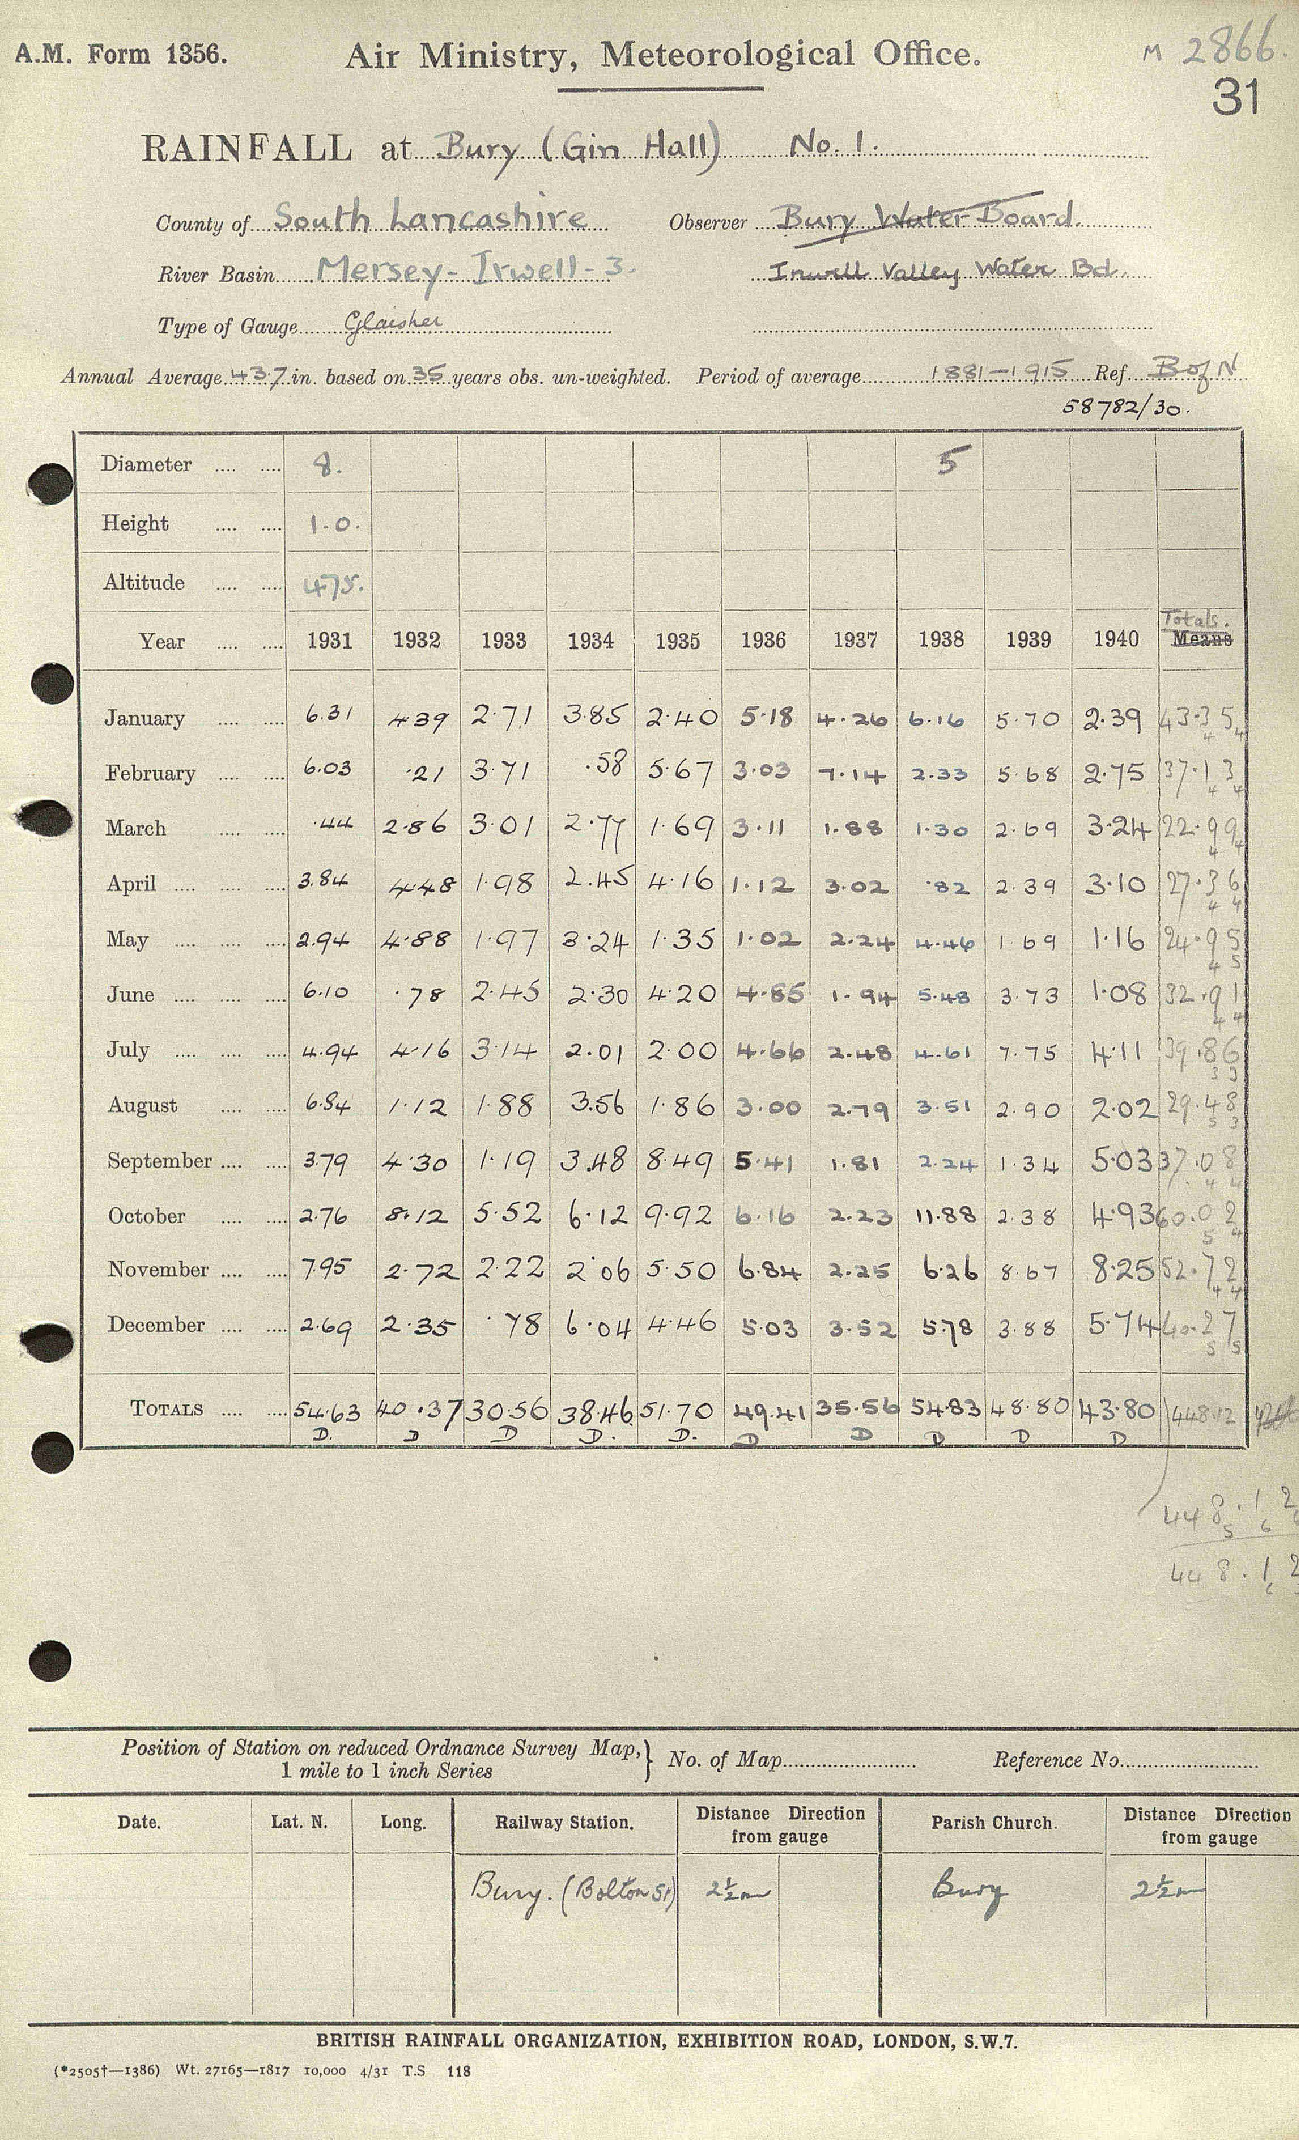 A.M. Form 1356. Air Ministry, Meteorological Office. M 2866.
31
RAINFALL at Bury (Gin Hall) No. 1.
County of South Lancashire Observer Bury Water Board.
River Basin Mersey-Irwell-3. Irwell Valley Water Bd.
Type of Gauge Glaisher
Annual Average 43.7 in. based on 35 years obs. un-weighted. Period of average 1881-1915 Ref. B of N
58782/30.
Diameter .... .... 8. 5
Height .... .... 1.0.
Altitude .... .... 475.
Totals.
Year .... .... 1931 1932 1933 1934 1935 1936 1937 1938 1939 1940 Means
January .... .... 6.31 4.39 2.71 3.85 2.40 5.18 4.26 6.16 5.70 2.39 43.35
February .... .... 6.03 .21 3.71 .58 5.67 3.03 7.14 2.33 5.68 2.75 37.13
March .... .... .44 2.86 3.01 2.77 1.69 3.11 1.88 1.30 2.69 3.24 22.99
April .... .... .... 3.84 4.48 1.98 2.45 4.16 1.12 3.02 .82 2.39 3.10 27.36
May .... .... .... 2.94 4.88 1.97 3.24 1.35 1.02 2.24 4.46 1.69 1.16 24.95
June .... .... .... 6.10 .78 2.45 2.30 4.20 4.85 1.94 5.48 3.73 1.08 32.91
July .... .... .... 4.94 4.16 3.14 2.01 2.00 4.66 2.48 4.61 7.75 4.11 39.86
August .... .... 6.84 1.12 1.88 3.56 1.86 3.00 2.79 3.51 2.90 2.02 29.48
September .... .... 3.79 4.30 1.19 3.48 8.49 5.41 1.81 2.24 1.34 5.03 37.08
October .... .... 2.76 8.12 5.52 6.12 9.92 6.16 2.23 11.88 2.38 4.93 60.02
November .... .... 7.95 2.72 2.22 2.06 5.50 6.84 2.25 6.26 8.67 8.25 52.72
December .... .... 2.69 2.35 .78 6.04 4.46 5.03 3.52 5.78 3.88 5.74 40.27
TOTALS .... .... 54.63 40.37 30.56 38.46 51.70 49.41 35.56 54.83 48.80 43.80 448.12
D. D D D. D. D D D D D
448.12
448.12
Position of Station on reduced Ordnance Survey Map,} No. of Map Reference No.
1 mile to 1 inch Series
Date. Lat. N. Long. Railway Station. Distance Direction from gauge Parish Church. Distance Direction from gauge
Bury. (Bolton St) 2½m Bury 2½m
BRITISH RAINFALL ORGANIZATION, EXHIBITION ROAD, LONDON, S.W.7.
(*2505†—1386) Wt. 27165—1817 10,000 4/31 T.S 118